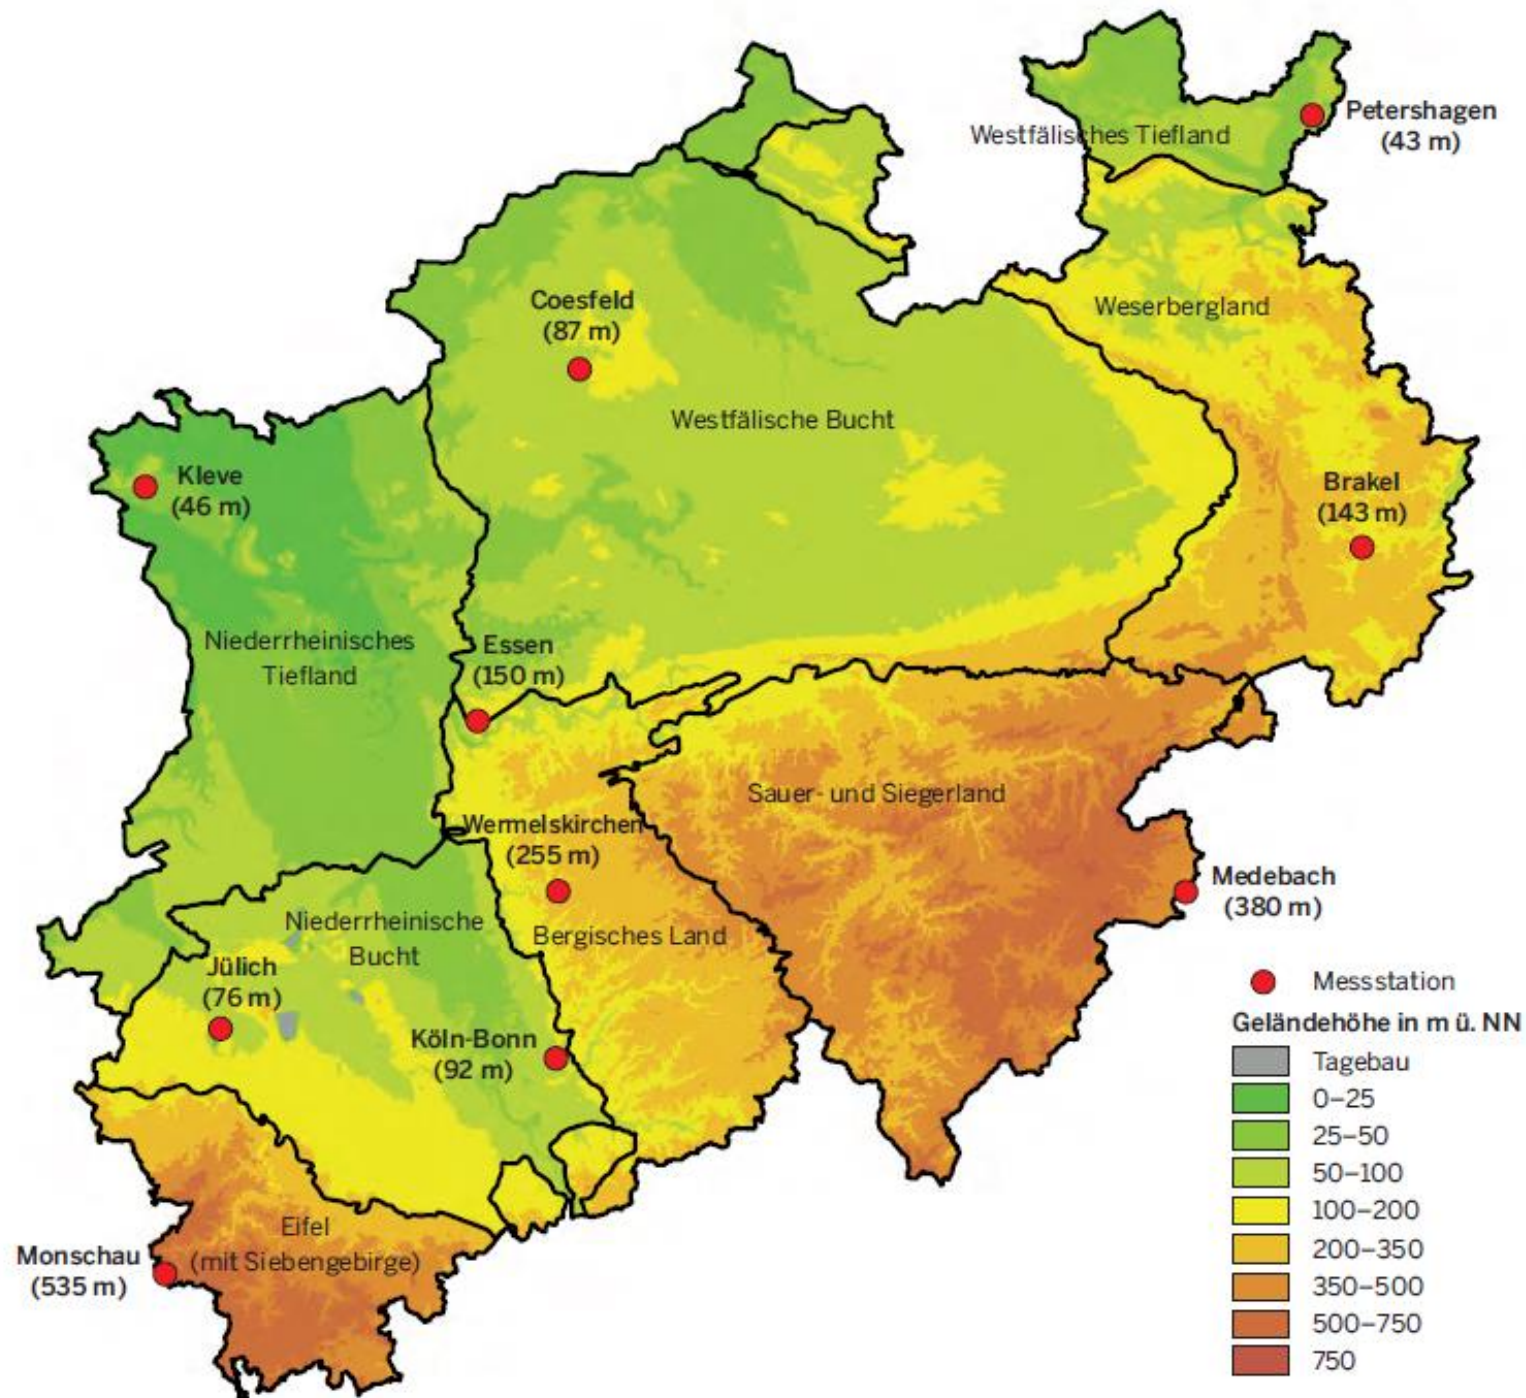 Petershagen
(43 m)
Westfälisches Tiefland
Coesfeld
(87 m)
Weserbergland
Westfälische Bucht
Kleve
(46 m)
Brakel
(143 m)
Niederrheinisches
Tiefland
Essen
(150 m)
Sauer- und Siegerland
Wermelskirchen
(255 m)
Medebach
(380 m)
Niederrheinische
Bucht
Bergisches Land
Jülich
(76 m)
Köln-Bonn
(92 m)
Eifel
(mit Siebengebirge)
Monschau
(535 m)
Messstation
Geländehöhe in m ü. NN
Tagebau
0–25
25–50
50–100
100–200
200–350
350–500
500–750
750